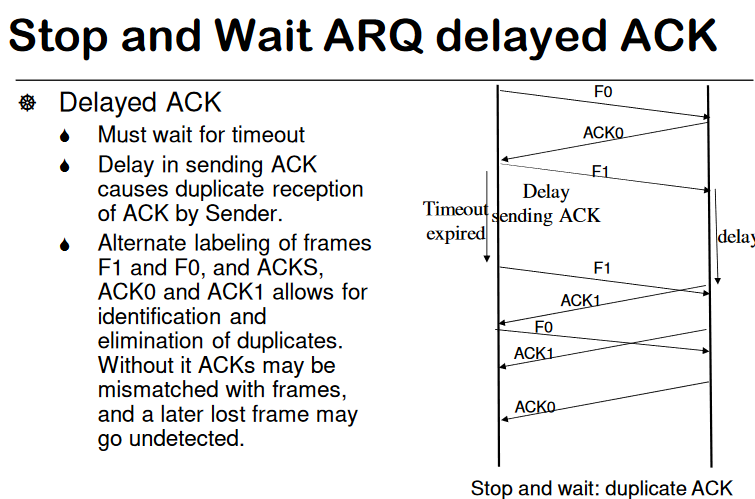 Stop and Wait ARQ delayed ACK
Delayed ACK
Must wait for timeout
Delay in sending ACK
causes duplicate reception
of ACK by Sender.
Alternate labeling of frames
F1 and F0, and ACKS,
ACK0 and ACK1 allows for
identification and
elimination of duplicates.
Without it ACKs may be
mismatched with frames,
and a later lost frame may
go undetected.
F0
ACK0
F1
Delay
sending ACK
Timeout
expired
delay
F1
ACK1
F0
ACK1
ACK0
Stop and wait: duplicate ACK